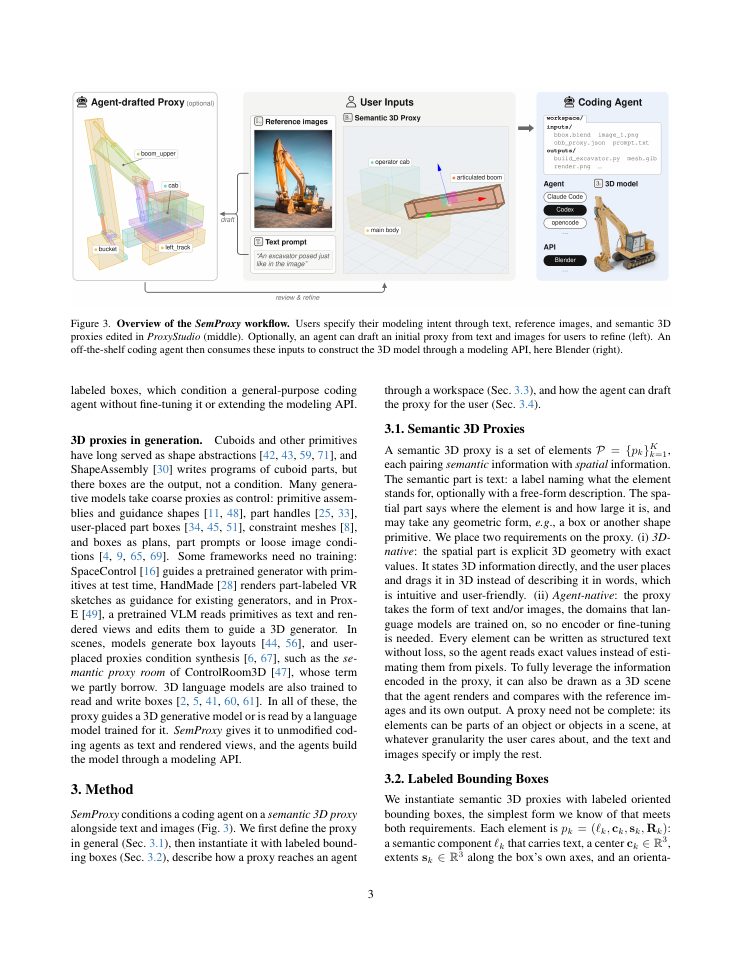 Agent-drafted Proxy (optional)
boom_upper
cab
bucket
left_track
draft
review & refine
User Inputs
Reference images
Text prompt
"An excavator posed just
like in the image"
Semantic 3D Proxy
operator cab
articulated boom
main body
Coding Agent
workspace/
inputs/
bbox.blend image_1.png
obb_proxy.json prompt.txt
outputs/
build_excavator.py mesh.glb
render.png ...
Agent
3D model
Claude Code
Codex
opencode
...
API
Blender
...
Figure 3. Overview of the SemProxy workflow. Users specify their modeling intent through text, reference images, and semantic 3D
proxies edited in ProxyStudio (middle). Optionally, an agent can draft an initial proxy from text and images for users to refine (left). An
off-the-shelf coding agent then consumes these inputs to construct the 3D model through a modeling API, here Blender (right).
labeled boxes, which condition a general-purpose coding
agent without fine-tuning it or extending the modeling API.
3D proxies in generation. Cuboids and other primitives
have long served as shape abstractions [42, 43, 59, 71], and
ShapeAssembly [30] writes programs of cuboid parts, but
there boxes are the output, not a condition. Many genera-
tive models take coarse proxies as control: primitive assem-
blies and guidance shapes [11, 48], part handles [25, 33],
user-placed part boxes [34, 45, 51], constraint meshes [8],
and boxes as plans, part prompts or loose image condi-
tions [4, 9, 65, 69]. Some frameworks need no training:
SpaceControl [16] guides a pretrained generator with prim-
itives at test time, HandMade [28] renders part-labeled VR
sketches as guidance for existing generators, and in Prox-
E [49], a pretrained VLM reads primitives as text and ren-
dered views and edits them to guide a 3D generator. In
scenes, models generate box layouts [44, 56], and user-
placed proxies condition synthesis [6, 67], such as the se-
mantic proxy room of ControlRoom3D [47], whose term
we partly borrow. 3D language models are also trained to
read and write boxes [2, 5, 41, 60, 61]. In all of these, the
proxy guides a 3D generative model or is read by a language
model trained for it. SemProxy gives it to unmodified cod-
ing agents as text and rendered views, and the agents build
the model through a modeling API.
3. Method
SemProxy conditions a coding agent on a semantic 3D proxy
alongside text and images (Fig. 3). We first define the proxy
in general (Sec. 3.1), then instantiate it with labeled bound-
ing boxes (Sec. 3.2), describe how a proxy reaches an agent
through a workspace (Sec. 3.3), and how the agent can draft
the proxy for the user (Sec. 3.4).
3.1. Semantic 3D Proxies
A semantic 3D proxy is a set of elements 𝒫 = {p_k}_{k=1}^K,
each pairing semantic information with spatial information.
The semantic part is text: a label naming what the element
stands for, optionally with a free-form description. The spa-
tial part says where the element is and how large it is, and
may take any geometric form, e.g., a box or another shape
primitive. We place two requirements on the proxy. (i) 3D-
native: the spatial part is explicit 3D geometry with exact
values. It states 3D information directly, and the user places
and drags it in 3D instead of describing it in words, which
is intuitive and user-friendly. (ii) Agent-native: the proxy
takes the form of text and/or images, the domains that lan-
guage models are trained on, so no encoder or fine-tuning
is needed. Every element can be written as structured text
without loss, so the agent reads exact values instead of esti-
mating them from pixels. To fully leverage the information
encoded in the proxy, it can also be drawn as a 3D scene
that the agent renders and compares with the reference im-
ages and its own output. A proxy need not be complete: its
elements can be parts of an object or objects in a scene, at
whatever granularity the user cares about, and the text and
images specify or imply the rest.
3.2. Labeled Bounding Boxes
We instantiate semantic 3D proxies with labeled oriented
bounding boxes, the simplest form we know of that meets
both requirements. Each element is p_k = (ℓ_k, c_k, s_k, R_k):
a semantic component ℓ_k that carries text, a center c_k ∈ ℝ³,
extents s_k ∈ ℝ³ along the box's own axes, and an orienta-
3